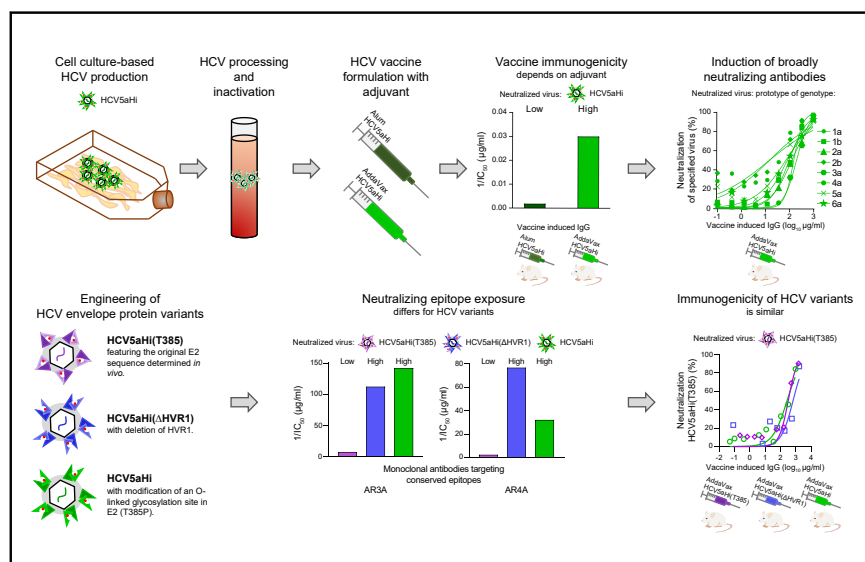 Cell culture-based
HCV production
HCV5aHi
HCV processing
and
inactivation
HCV vaccine
formulation with
adjuvant
Alum
HCV5aHi
AddaVax
HCV5aHi
Vaccine immunogenicity
depends on adjuvant
Neutralized virus: HCV5aHi
Low High
0.04
0.03
0.02
0.01
0.00
1/IC50 (µg/ml)
Vaccine induced IgG
Alum
HCV5aHi
AddaVax
HCV5aHi
Induction of broadly
neutralizing antibodies
Neutralized virus: prototype of genotype:
Neutralization
of specified virus (%)
100
80
60
40
20
0
-1 0 1 2 3
Vaccine induced IgG (log10 µg/ml)
1a
1b
2a
2b
3a
4a
5a
6a
AddaVax
HCV5aHi
Engineering of
HCV envelope protein variants
HCV5aHi(T385)
featuring the original E2
sequence determined in
vivo.
HCV5aHi(ΔHVR1)
with deletion of HVR1.
HCV5aHi
with modification of an O-
linked glycosylation site in
E2 (T385P).
Neutralizing epitope exposure
differs for HCV variants
Neutralized virus: HCV5aHi(T385) HCV5aHi(ΔHVR1) HCV5aHi
Low High High
150
100
50
0
1/IC50 (µg/ml)
Low High High
80
60
40
20
0
1/IC50 (µg/ml)
Monoclonal antibodies targeting
conserved epitopes
AR3A AR4A
Immunogenicity of HCV variants
is similar
Neutralized virus: HCV5aHi(T385)
Neutralization
HCV5aHi(T385) (%)
100
80
60
40
20
0
-2 -1 0 1 2 3 4
Vaccine induced IgG (log10 µg/ml)
AddaVax
HCV5aHi(T385)
AddaVax
HCV5aHi(ΔHVR1)
AddaVax
HCV5aHi